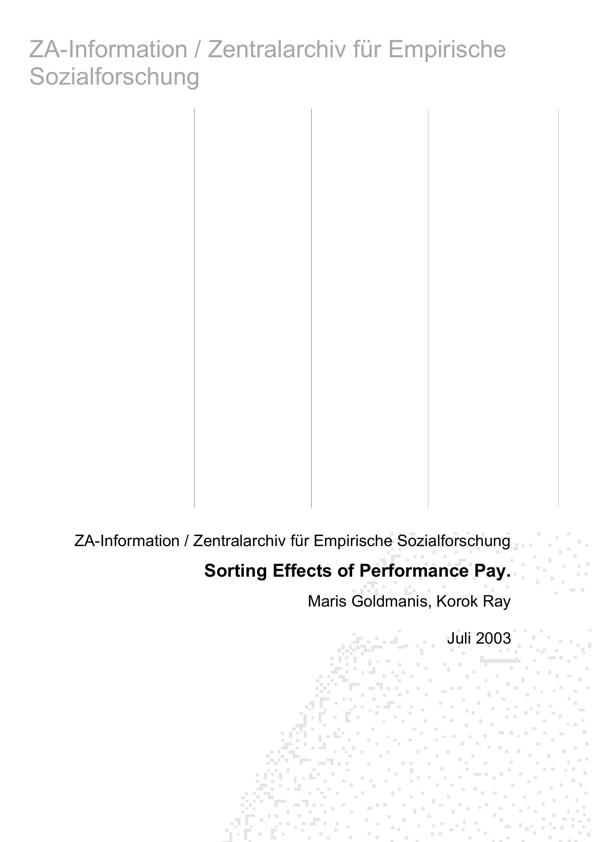 ZA-Information / Zentralarchiv für Empirische
Sozialforschung
ZA-Information / Zentralarchiv für Empirische Sozialforschung
Sorting Effects of Performance Pay.
Maris Goldmanis, Korok Ray
Juli 2003